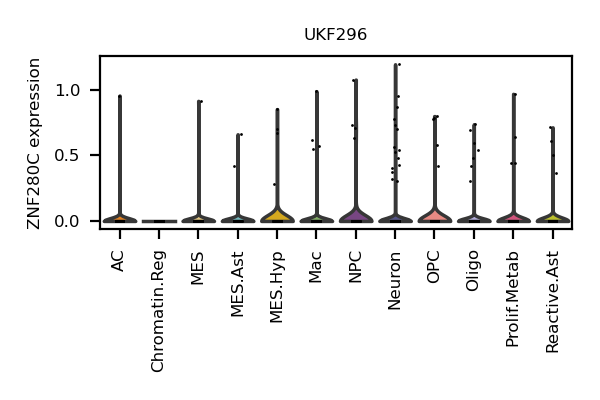 UKF296
ZNF280C expression
1.0
0.5
0.0
AC
Chromatin.Reg
MES
MES.Ast
MES.Hyp
Mac
NPC
Neuron
OPC
Oligo
Prolif.Metab
Reactive.Ast